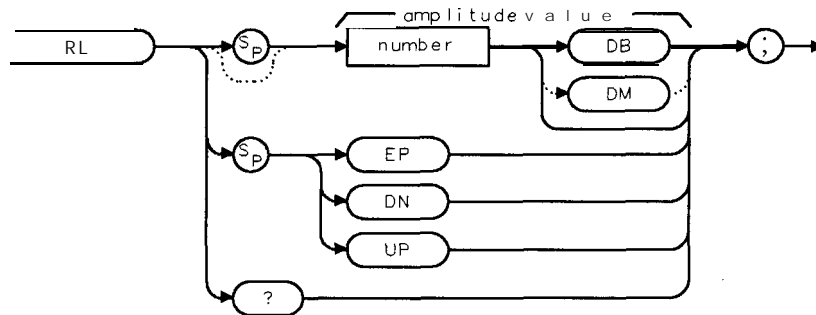 amplitude value
RL SP number DB ;
DM
SP EP
DN
UP
?